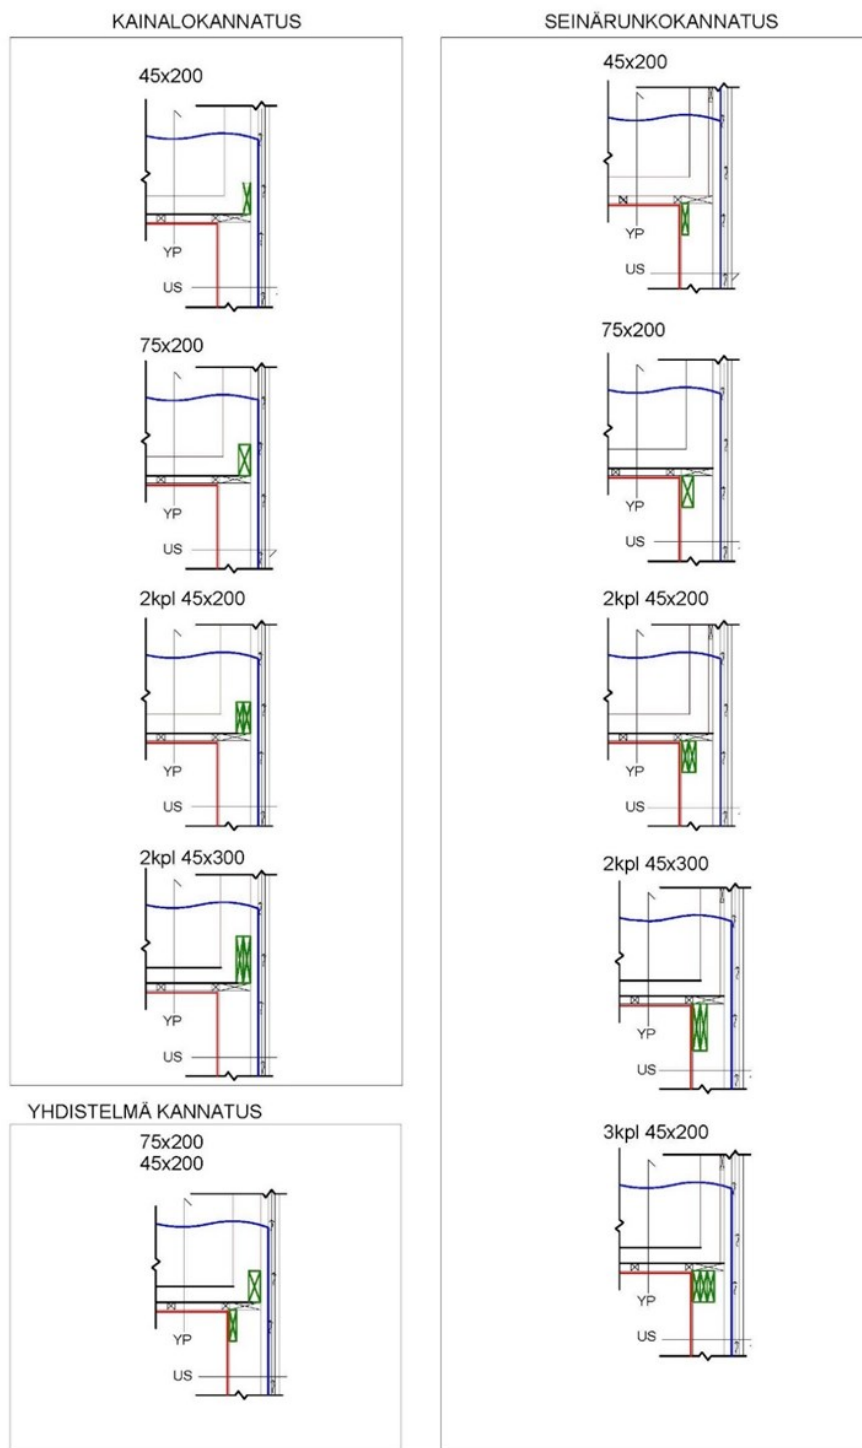 KAINALOKANNATUS
45x200
YP
US
75x200
YP
US
2kpl 45x200
YP
US
2kpl 45x300
YP
US
YHDISTELMÄ KANNATUS
75x200
45x200
YP
US
SEINÄRUNKOKANNATUS
45x200
YP
US
75x200
YP
US
2kpl 45x200
YP
US
2kpl 45x300
YP
US
3kpl 45x200
YP
US